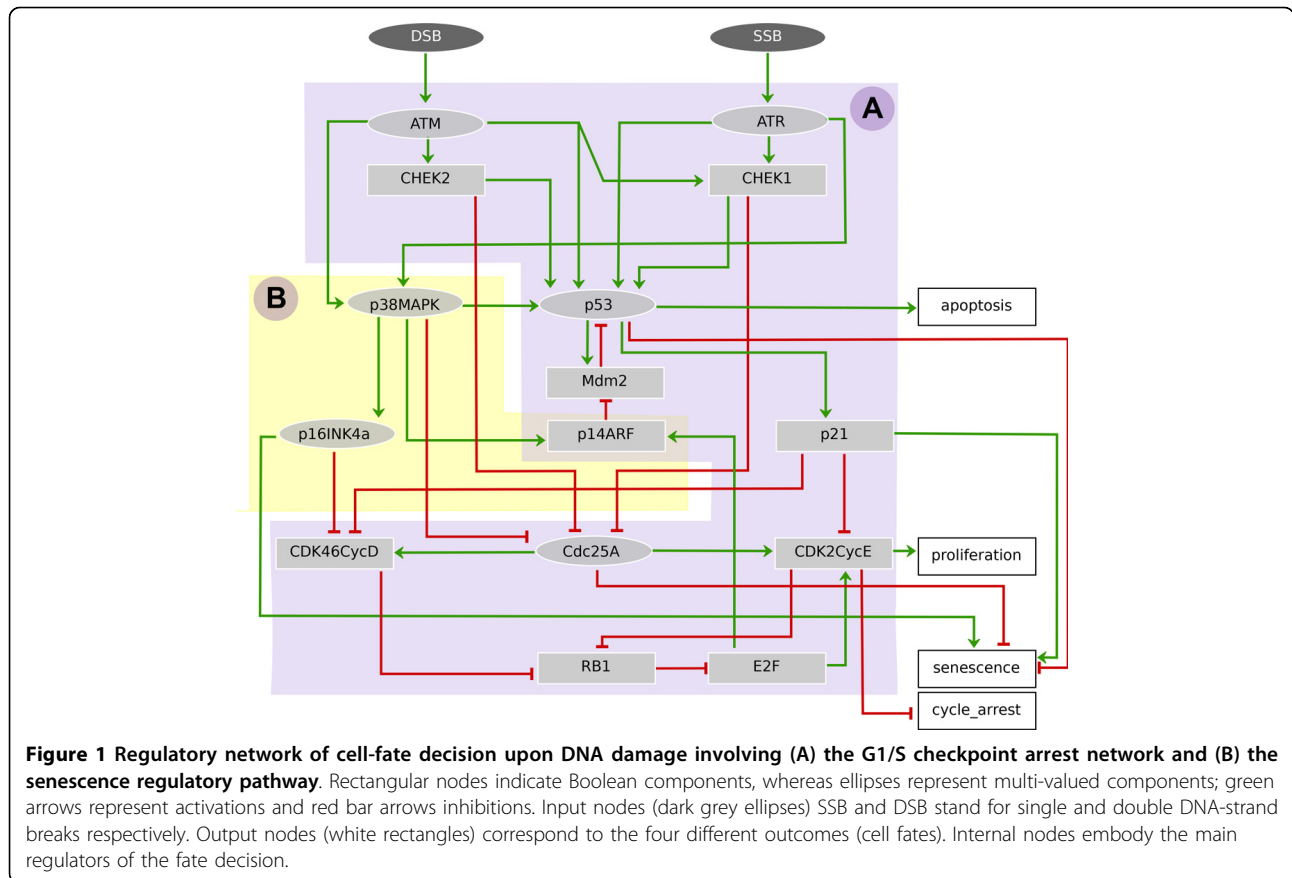 DSB
SSB
A
ATM
ATR
CHEK2
CHEK1
B
p38MAPK
p53
apoptosis
Mdm2
p16INK4a
p14ARF
p21
CDK46CycD
Cdc25A
CDK2CycE
proliferation
RB1
E2F
senescence
cycle_arrest
Figure 1 Regulatory network of cell-fate decision upon DNA damage involving (A) the G1/S checkpoint arrest network and (B) the
senescence regulatory pathway. Rectangular nodes indicate Boolean components, whereas ellipses represent multi-valued components; green
arrows represent activations and red bar arrows inhibitions. Input nodes (dark grey ellipses) SSB and DSB stand for single and double DNA-strand
breaks respectively. Output nodes (white rectangles) correspond to the four different outcomes (cell fates). Internal nodes embody the main
regulators of the fate decision.